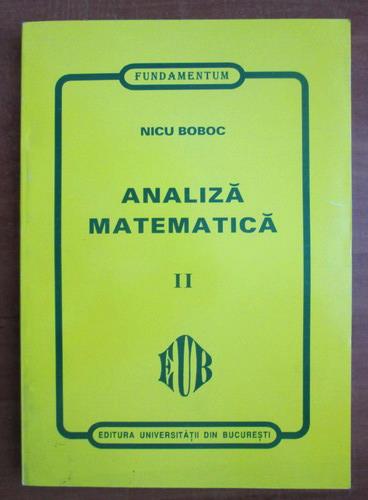 FUNDAMENTUM
NICU BOBOC
ANALIZĂ
MATEMATICĂ
II
EUB
EDITURA UNIVERSITĂȚII DIN BUCUREȘTI